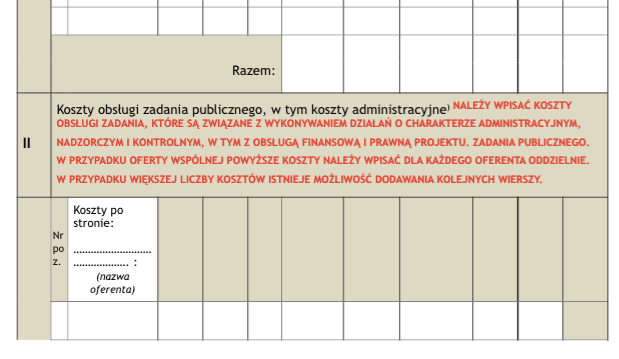 Razem:
II
Koszty obsługi zadania publicznego, w tym koszty administracyjne) NALEŻY WPISAĆ KOSZTY
OBSŁUGI ZADANIA, KTÓRE SĄ ZWIĄZANE Z WYKONYWANIEM DZIAŁAŃ O CHARAKTERZE ADMINISTRACYJNYM,
NADZORCZYM I KONTROLNYM, W TYM Z OBSŁUGĄ FINANSOWĄ I PRAWNĄ PROJEKTU. ZADANIA PUBLICZNEGO.
W PRZYPADKU OFERTY WSPÓLNEJ POWYŻSZE KOSZTY NALEŻY WPISAĆ DLA KAŻDEGO OFERENTA ODDZIELNIE.
W PRZYPADKU WIĘKSZEJ LICZBY KOSZTÓW ISTNIEJE MOŻLIWOŚĆ DODAWANIA KOLEJNYCH WIERSZY.
Nr
po
z.
Koszty po
stronie:
...........................
................... :
(nazwa
oferenta)